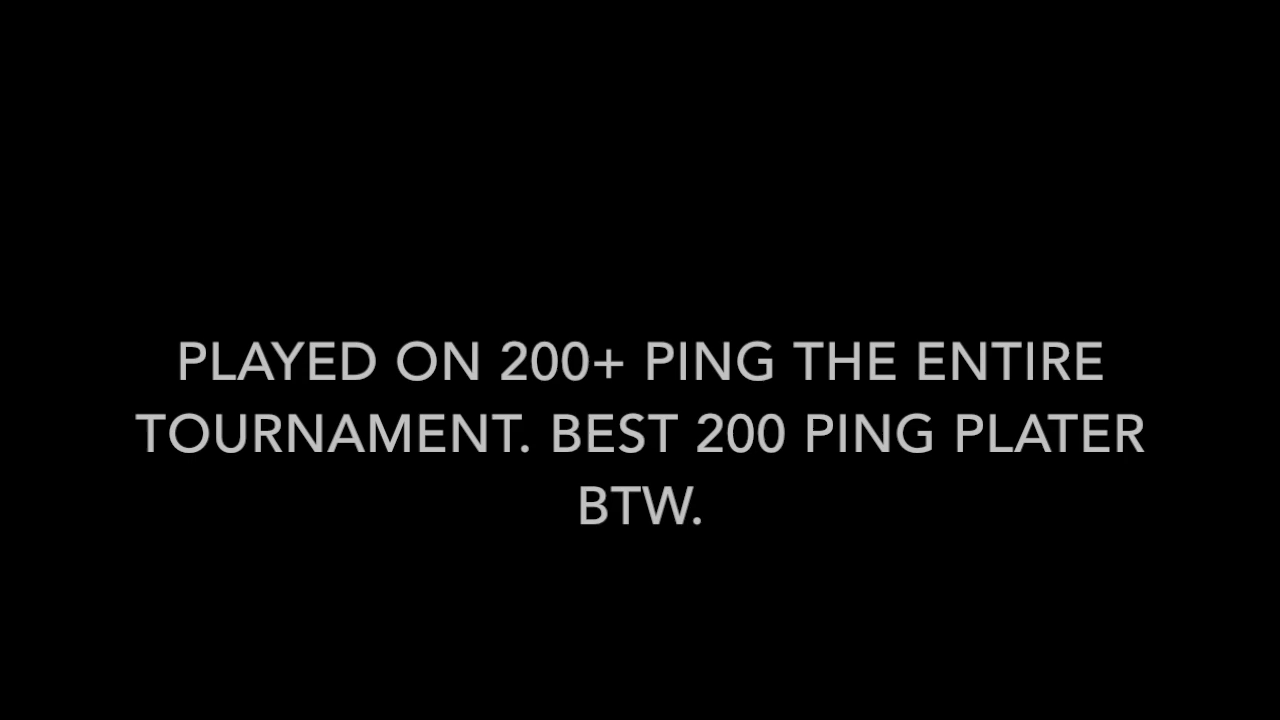 PLAYED ON 200+ PING THE ENTIRE
TOURNAMENT. BEST 200 PING PLATER
BTW.